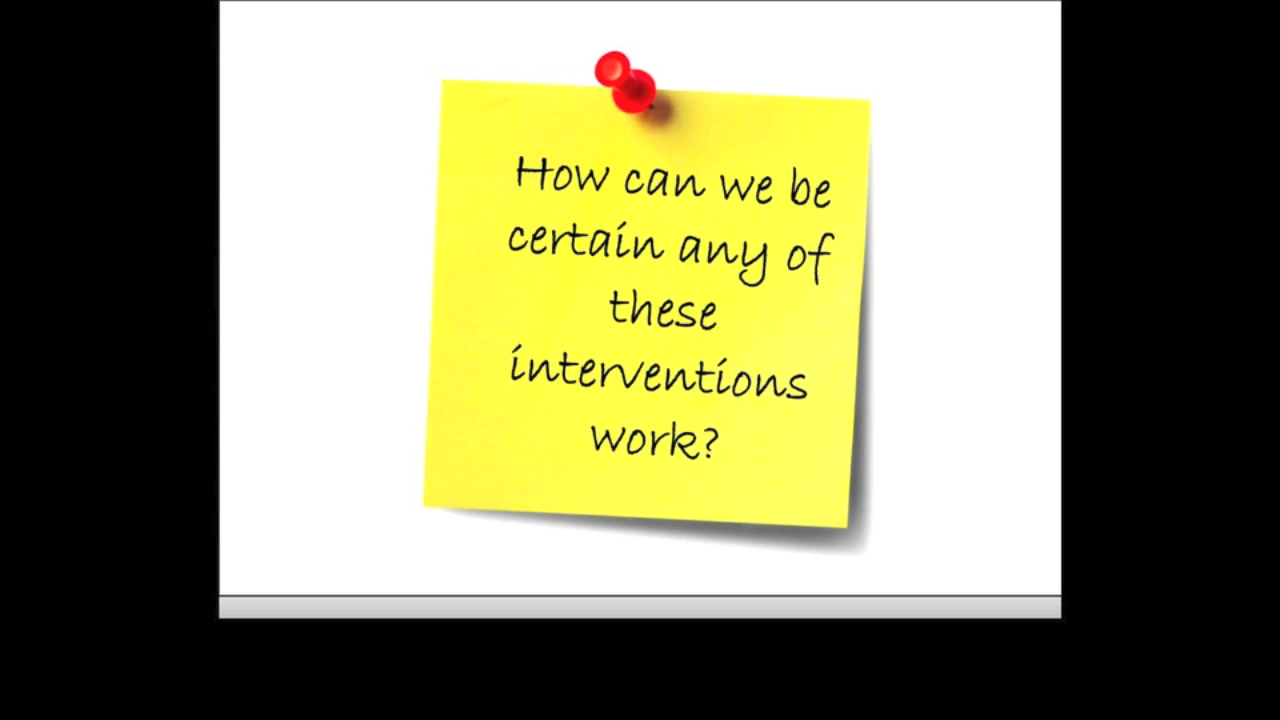 How can we be
certain any of
these
interventions
work?